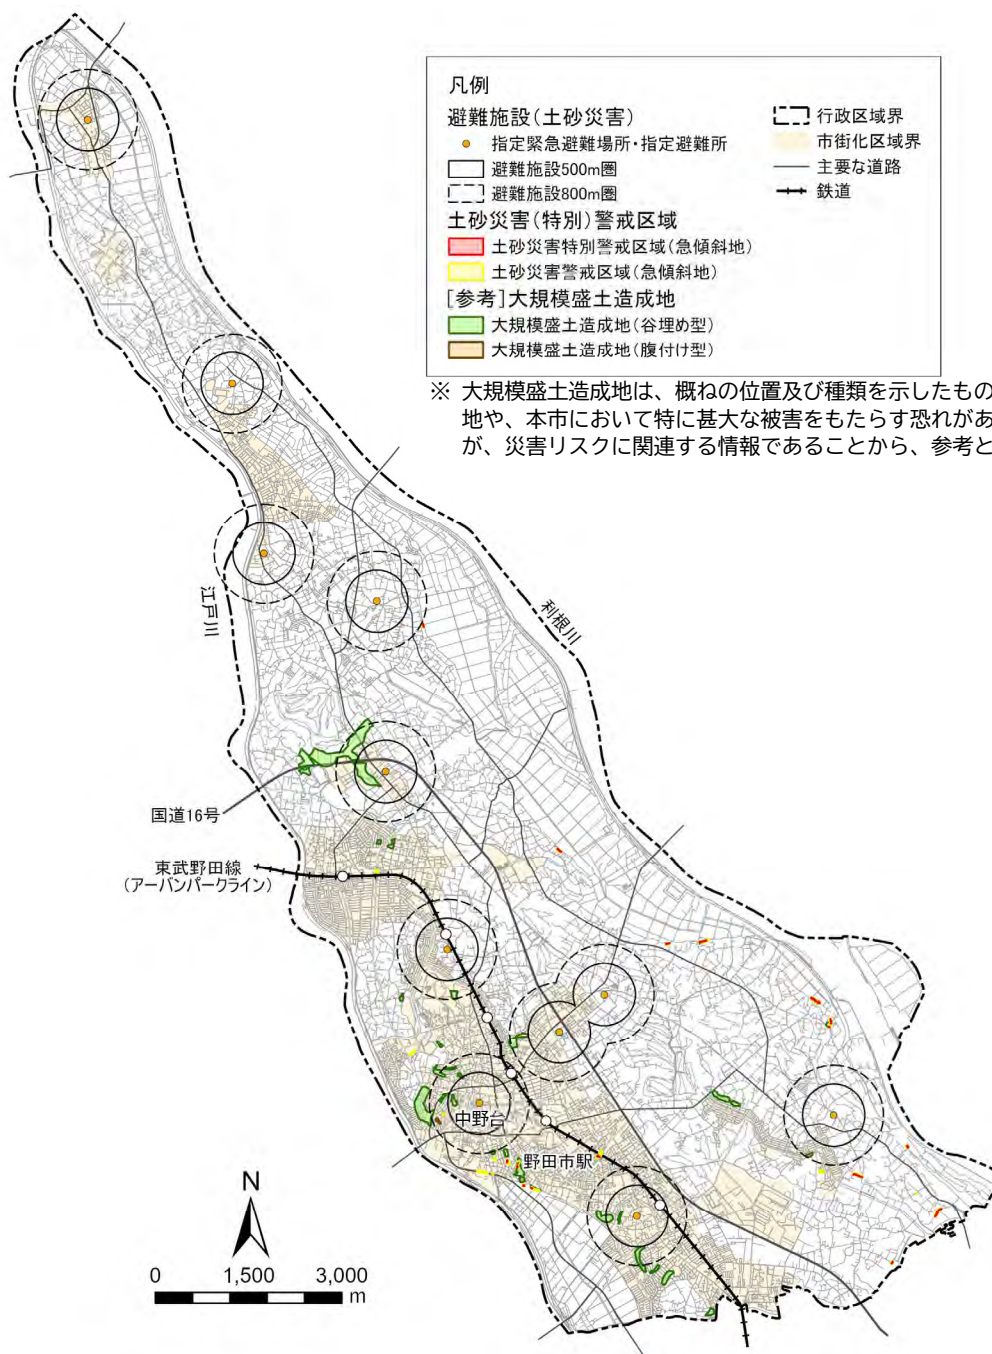 凡例
避難施設(土砂災害)
指定緊急避難場所・指定避難所
避難施設500m圏
避難施設800m圏
土砂災害(特別)警戒区域
土砂災害特別警戒区域(急傾斜地)
土砂災害警戒区域(急傾斜地)
[参考]大規模盛土造成地
大規模盛土造成地(谷埋め型)
大規模盛土造成地(腹付け型)
行政区域界
市街化区域界
主要な道路
鉄道
※ 大規模盛土造成地は、概ねの位置及び種類を示したもの
地や、本市において特に甚大な被害をもたらす恐れがあ
が、災害リスクに関連する情報であることから、参考と
江戸川
利根川
国道16号
東武野田線
(アーバンパークライン)
中野台
野田市駅
N
0 1,500 3,000
m